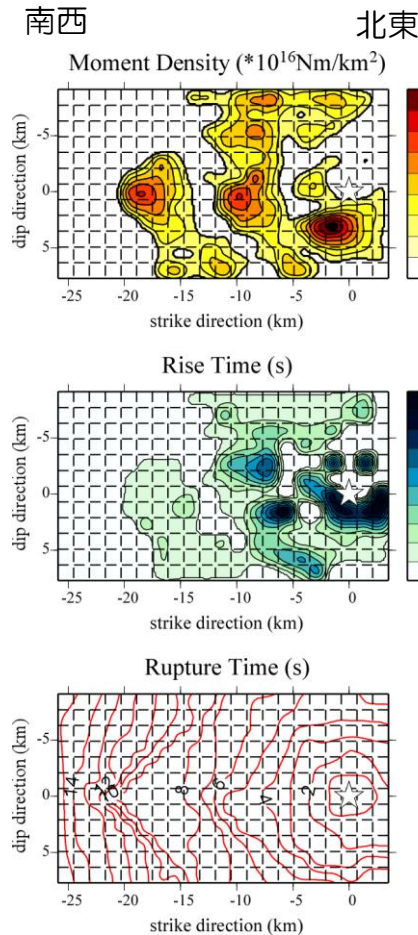 南西
北東
Moment Density (*10¹⁶Nm/km²)
dip direction (km)
-5
0
5
-25 -20 -15 -10 -5 0
strike direction (km)
Rise Time (s)
dip direction (km)
-5
0
5
-25 -20 -15 -10 -5 0
strike direction (km)
Rupture Time (s)
dip direction (km)
-5
0
5
14 12 10 8 6 4 2
-25 -20 -15 -10 -5 0
strike direction (km)